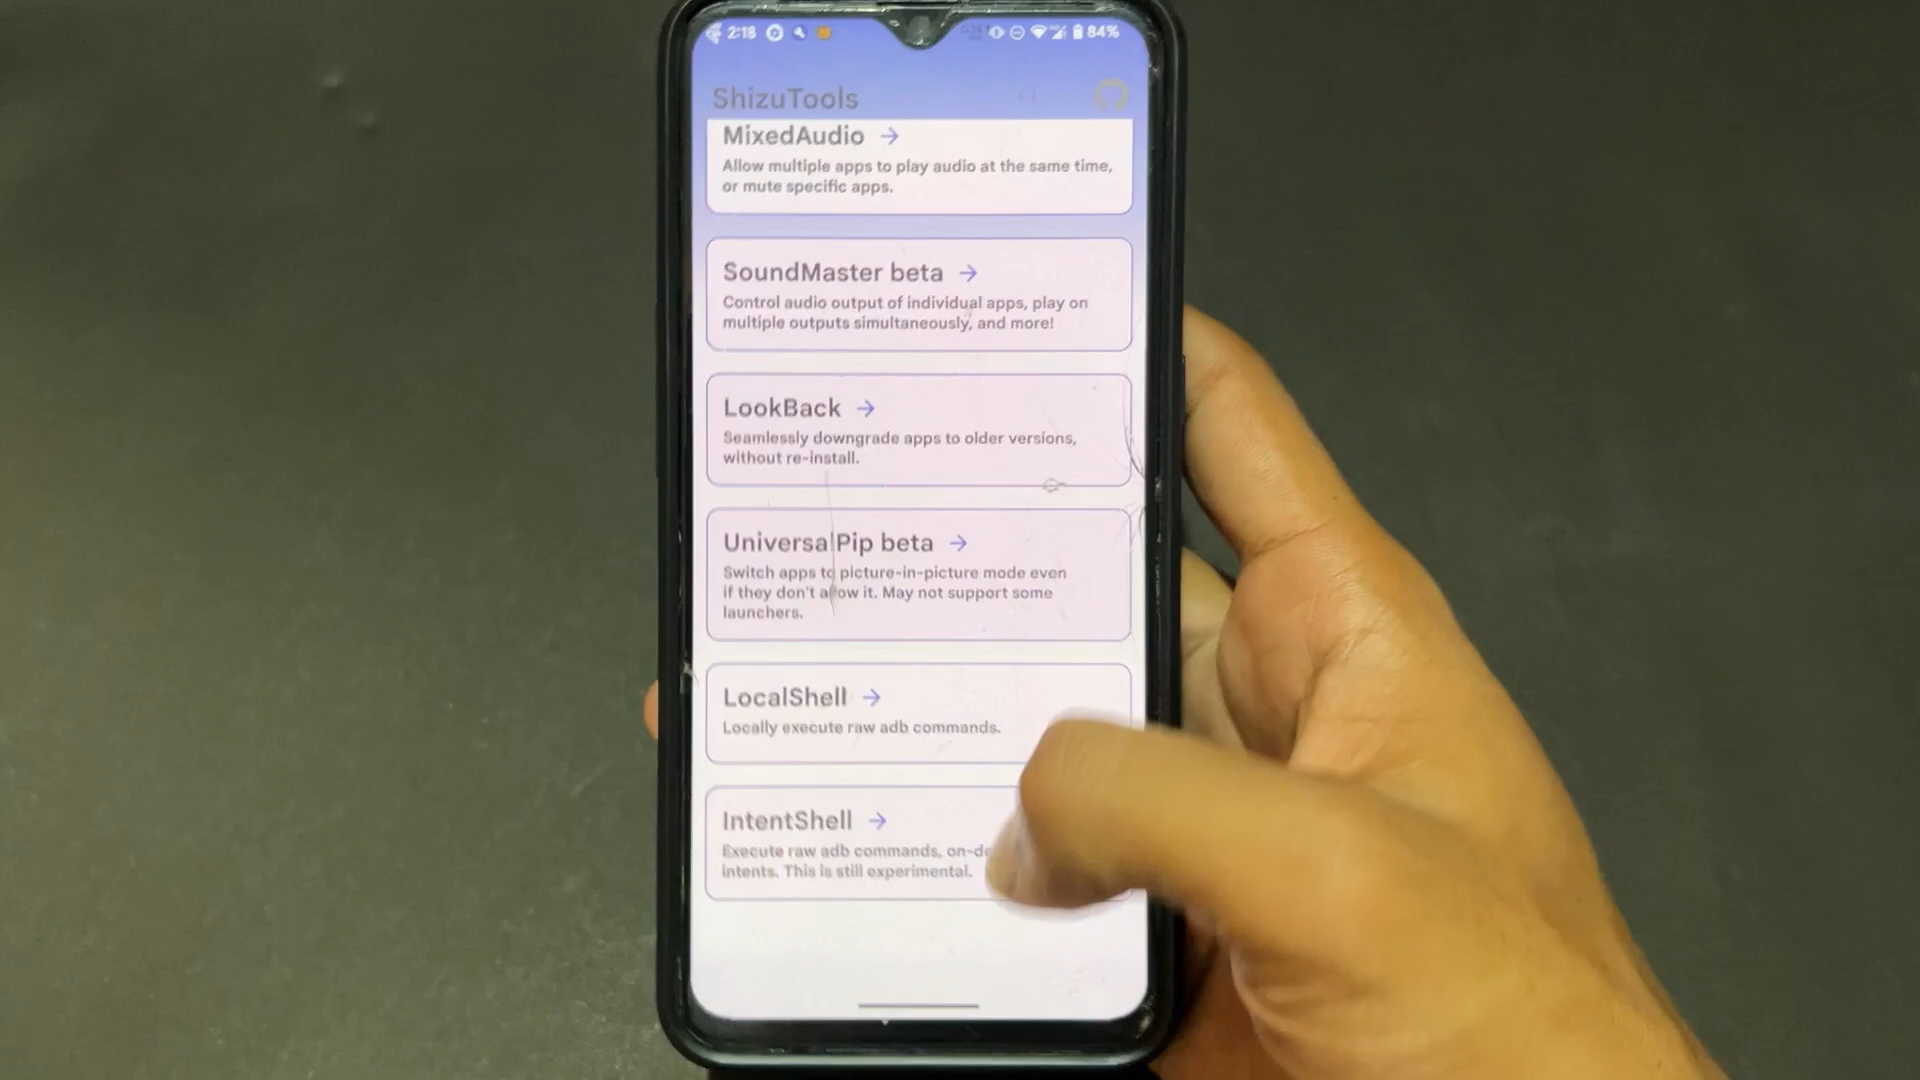 2:18
84%
ShizuTools
MixedAudio →
Allow multiple apps to play audio at the same time,
or mute specific apps.
SoundMaster beta →
Control audio output of individual apps, play on
multiple outputs simultaneously, and more!
LookBack →
Seamlessly downgrade apps to older versions,
without re-install.
UniversalPip beta →
Switch apps to picture-in-picture mode even
if they don't allow it. May not support some
launchers.
LocalShell →
Locally execute raw adb commands.
IntentShell →
Execute raw adb commands,
intents. This is still experimental.